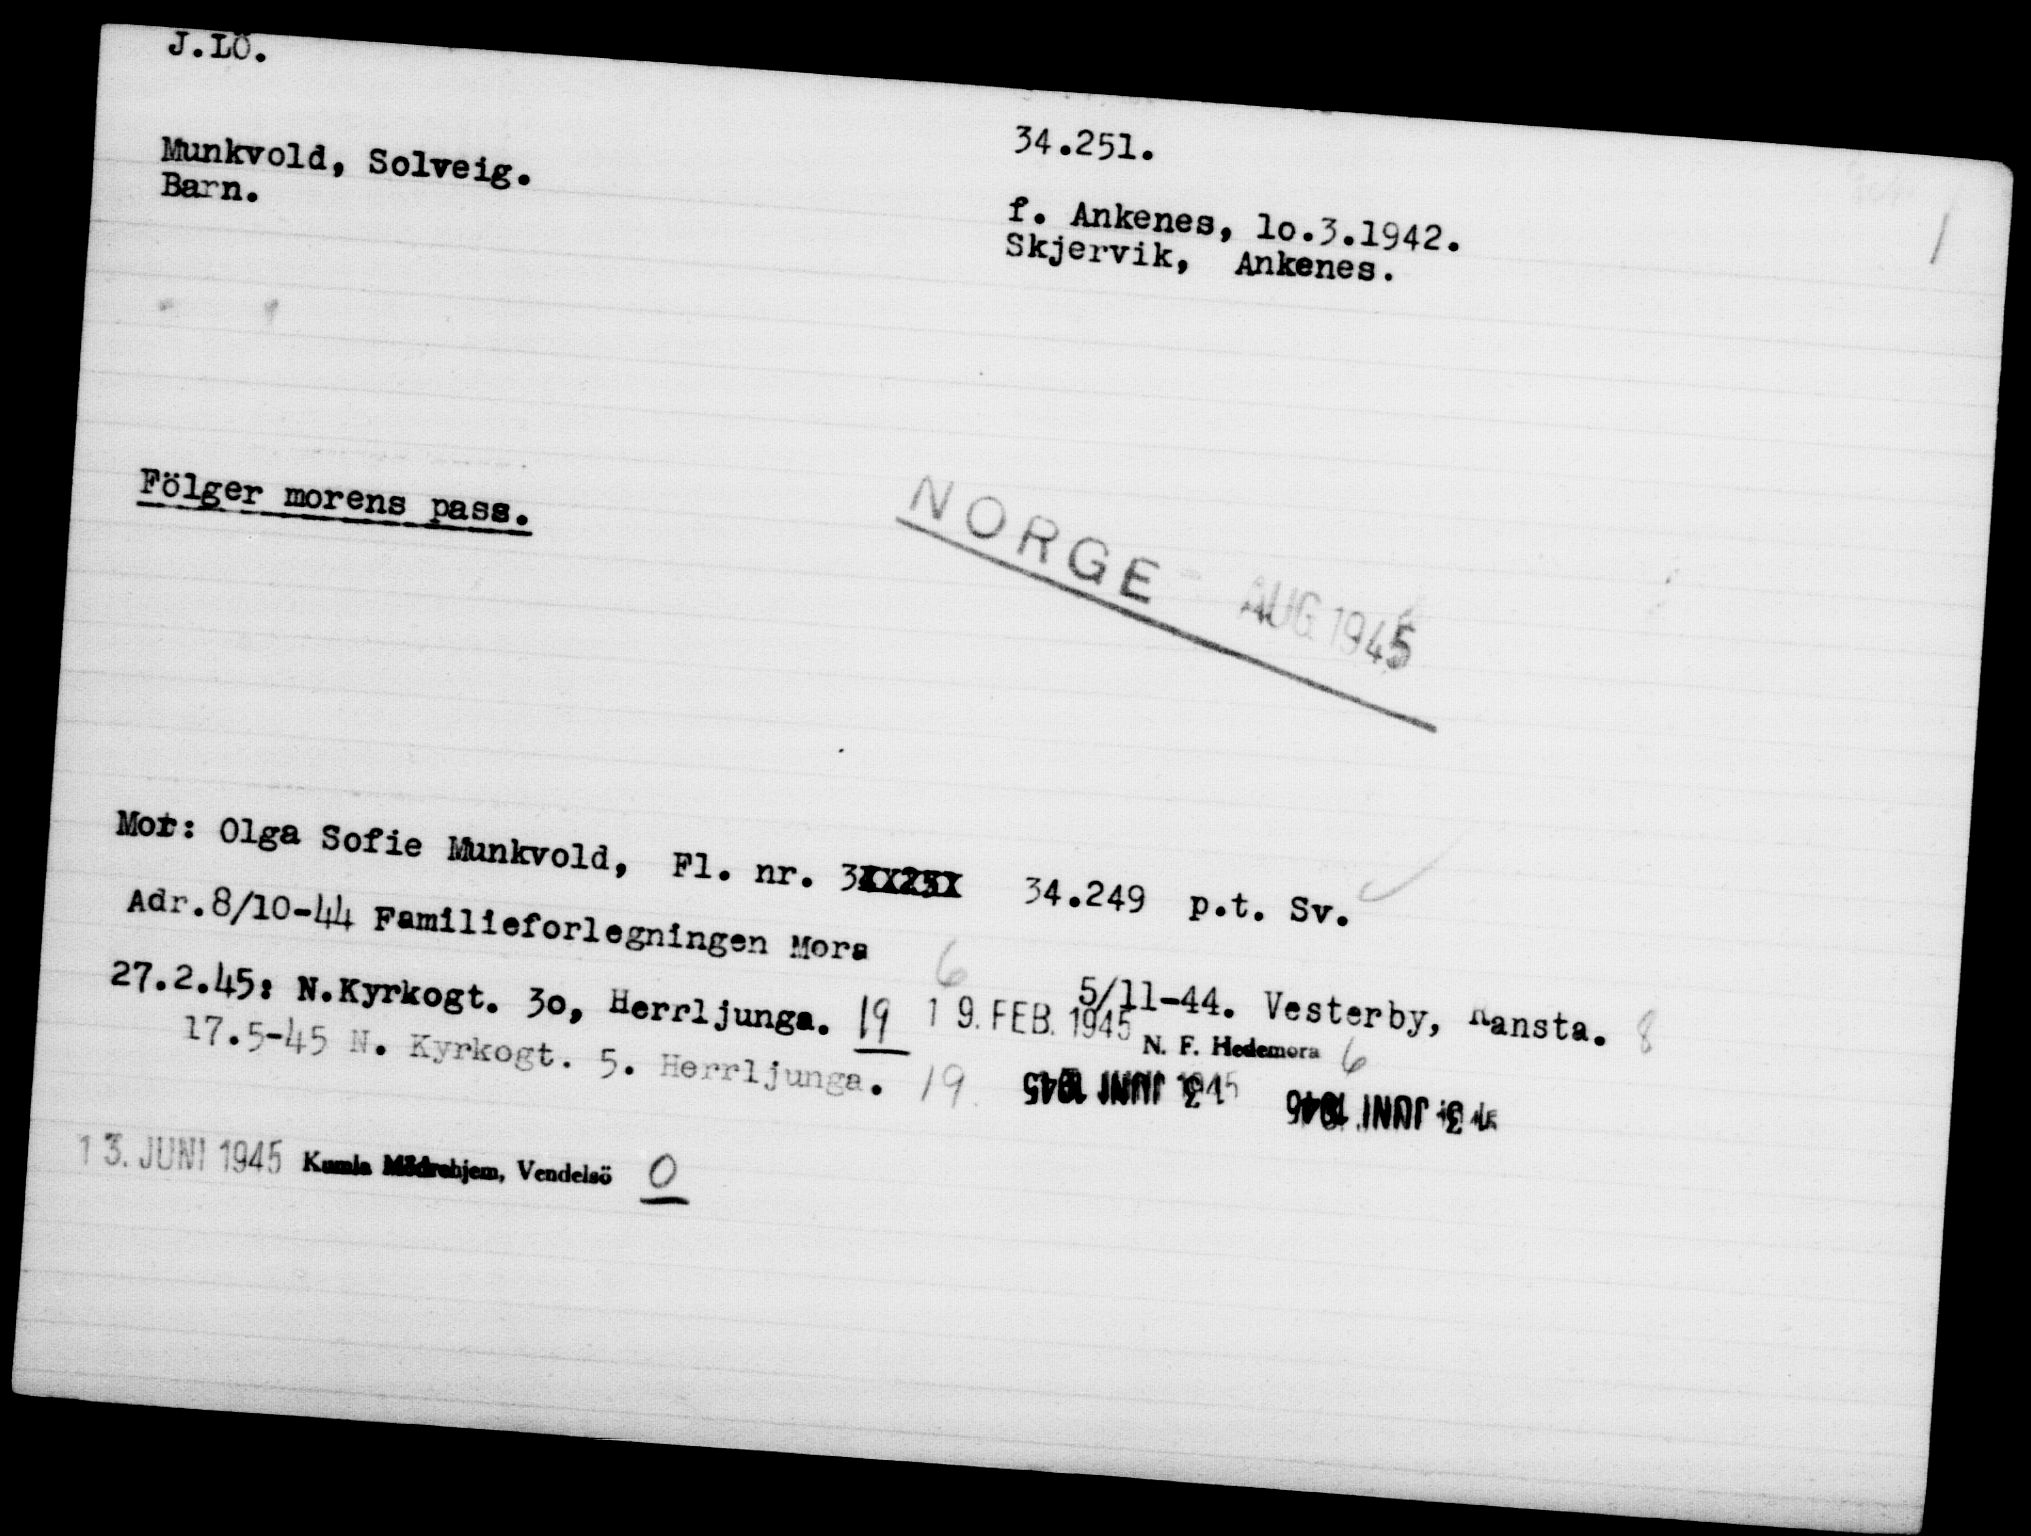 J.LÖ.
34.251.
Munkvold, Solveig.
Barn.
f. Ankenes, lo.3.1942.
Skjervik, Ankenes.
1
Fölger morens pass.
NORGE - AUG 1945
Mor: Olga Sofie Munkvold, Fl. nr. 34.249 p.t. Sv.
Adr.8/10-44 Familieforlegningen Mora 6
5/11-44. Vesterby, Ransta. 8
27.2.45: N.Kyrkogt. 3o, Herrljunga. 19
19. FEB. 1945 N. F. Hedemora 6
17.5-45 N. Kyrkogt. 5. Herrljunga. 19
13. JUNI 1945 Kumla Mödrehjem, Vendelsö 0